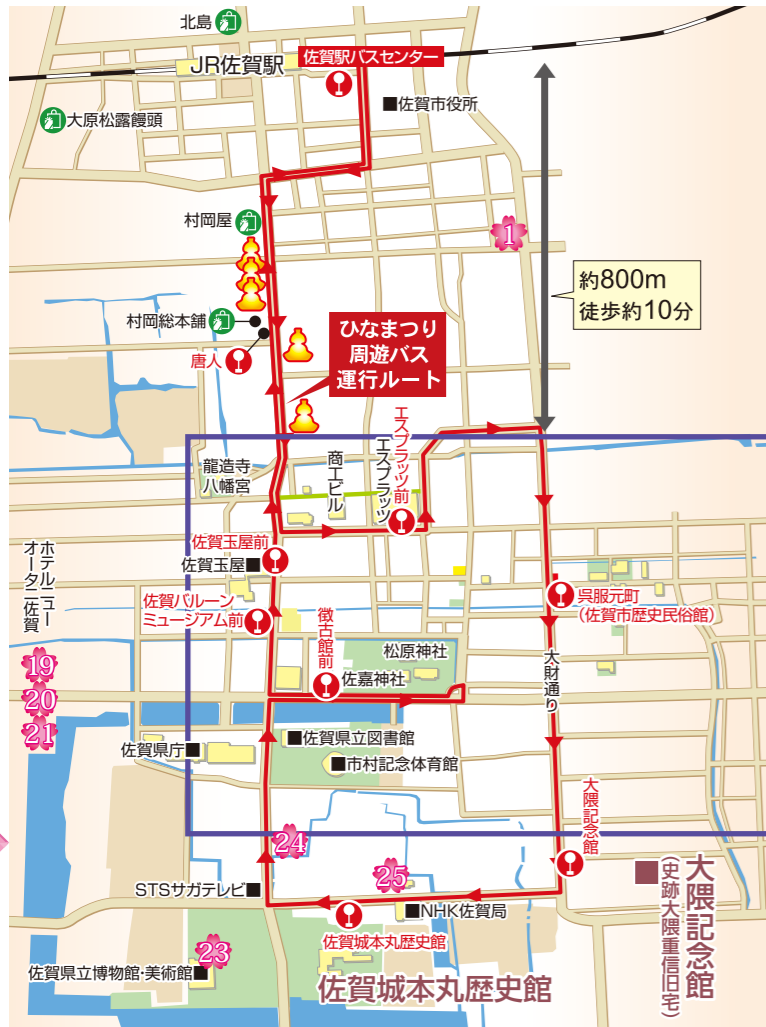 北島
JR佐賀駅
佐賀駅バスセンター
■佐賀市役所
大原松露饅頭
村岡屋
1
約800m
徒歩約10分
村岡総本舗
唐人
ひなまつり
周遊バス
運行ルート
龍造寺
八幡宮
商工ビル
エスプラッツ
エスプラッツ前
佐賀玉屋前
佐賀玉屋■
ホテルニュー
オータニ佐賀
19
20
21
佐賀バルーン
ミュージアム前
徴古館前
松原神社
佐嘉神社
呉服元町
(佐賀市歴史民俗館)
大財通り
佐賀県庁■
■佐賀県立図書館
■市村記念体育館
大隈記念館
24
25
STSサガテレビ■
■NHK佐賀局
佐賀城本丸歴史館
■大隈記念館
(史跡大隈重信旧宅)
23
佐賀県立博物館・美術館■
佐賀城本丸歴史館